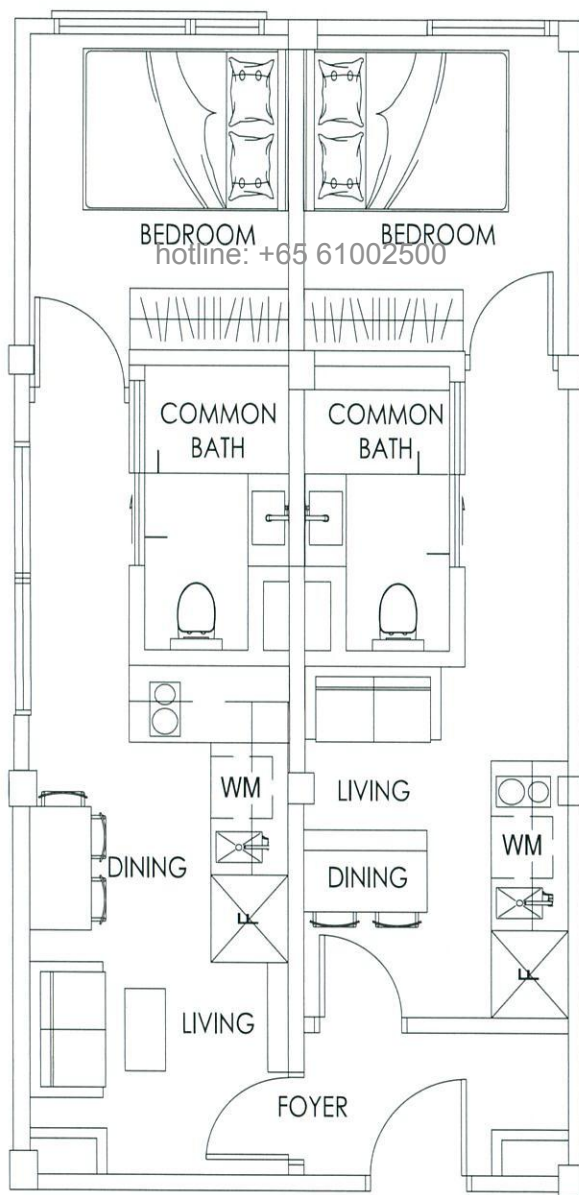 BEDROOM BEDROOM
hotline: +65 61002500
COMMON
BATH
COMMON
BATH
WM
LIVING
WM
DINING
DINING
LIVING
FOYER